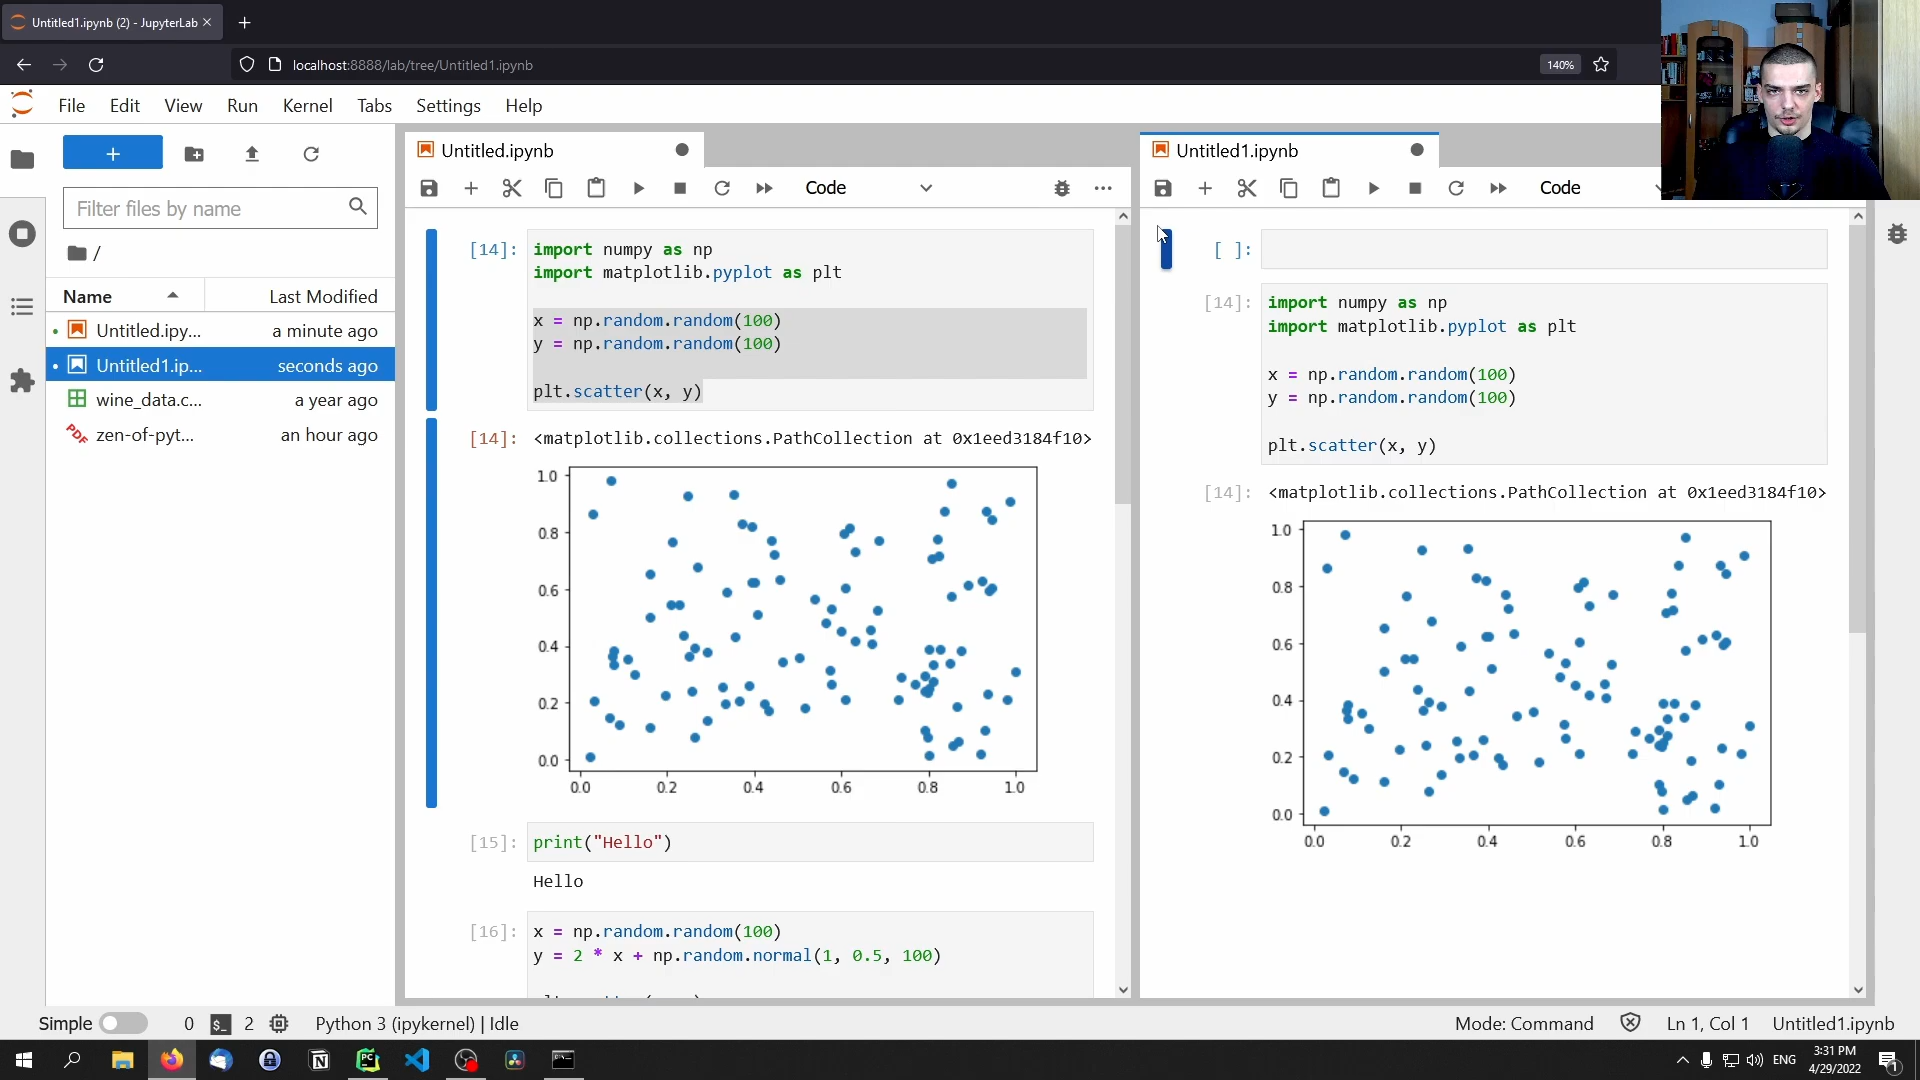 Untitled1.ipynb (2) - JupyterLab
localhost:8888/lab/tree/Untitled1.ipynb
140%
File Edit View Run Kernel Tabs Settings Help
Filter files by name
/
Name Last Modified
Untitled.ipy... a minute ago
Untitled1.ip... seconds ago
wine_data.c... a year ago
zen-of-pyt... an hour ago
Untitled.ipynb
Code
[14]: import numpy as np
import matplotlib.pyplot as plt
x = np.random.random(100)
y = np.random.random(100)
plt.scatter(x, y)
[14]: <matplotlib.collections.PathCollection at 0x1eed3184f10>
1.0
0.8
0.6
0.4
0.2
0.0
0.0 0.2 0.4 0.6 0.8 1.0
[15]: print("Hello")
Hello
[16]: x = np.random.random(100)
y = 2 * x + np.random.normal(1, 0.5, 100)
Untitled1.ipynb
Code
[ ]:
[14]: import numpy as np
import matplotlib.pyplot as plt
x = np.random.random(100)
y = np.random.random(100)
plt.scatter(x, y)
[14]: <matplotlib.collections.PathCollection at 0x1eed3184f10>
1.0
0.8
0.6
0.4
0.2
0.0
0.0 0.2 0.4 0.6 0.8 1.0
Simple 0 $_ 2 Python 3 (ipykernel) | Idle Mode: Command Ln 1, Col 1 Untitled1.ipynb
ENG
3:31 PM
4/29/2022
1